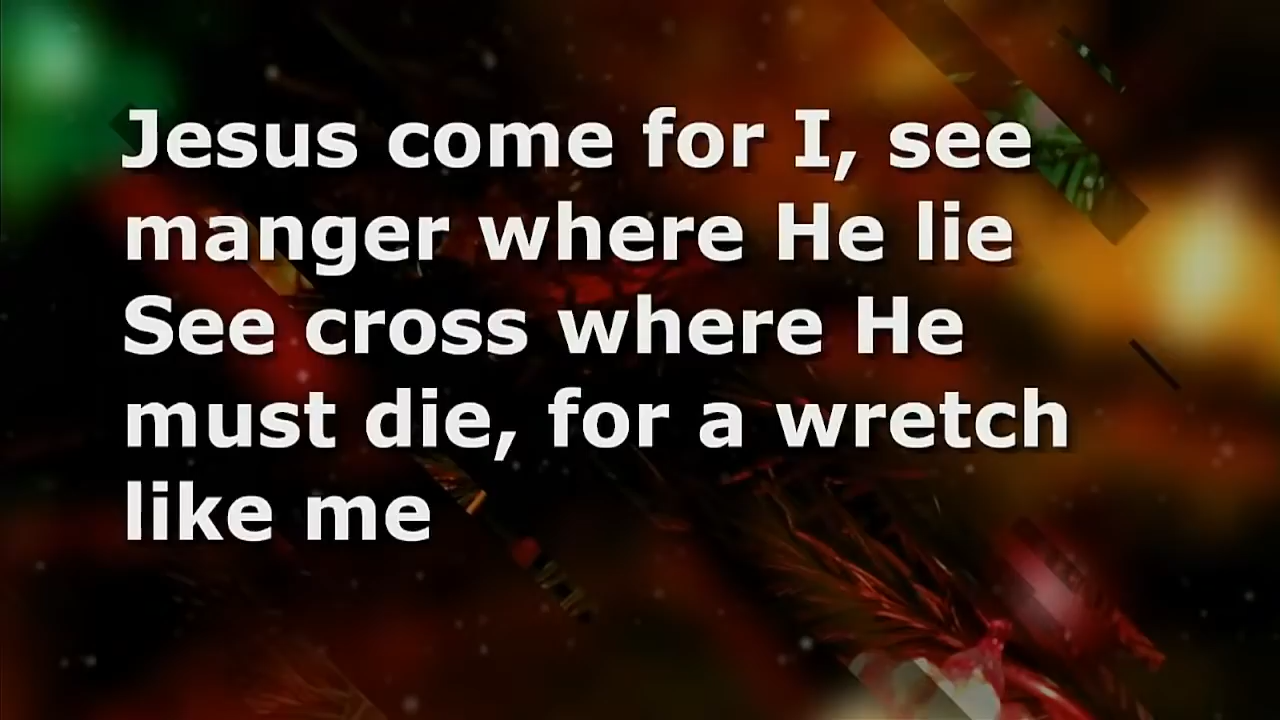 Jesus come for I, see
manger where He lie
See cross where He
must die, for a wretch
like me